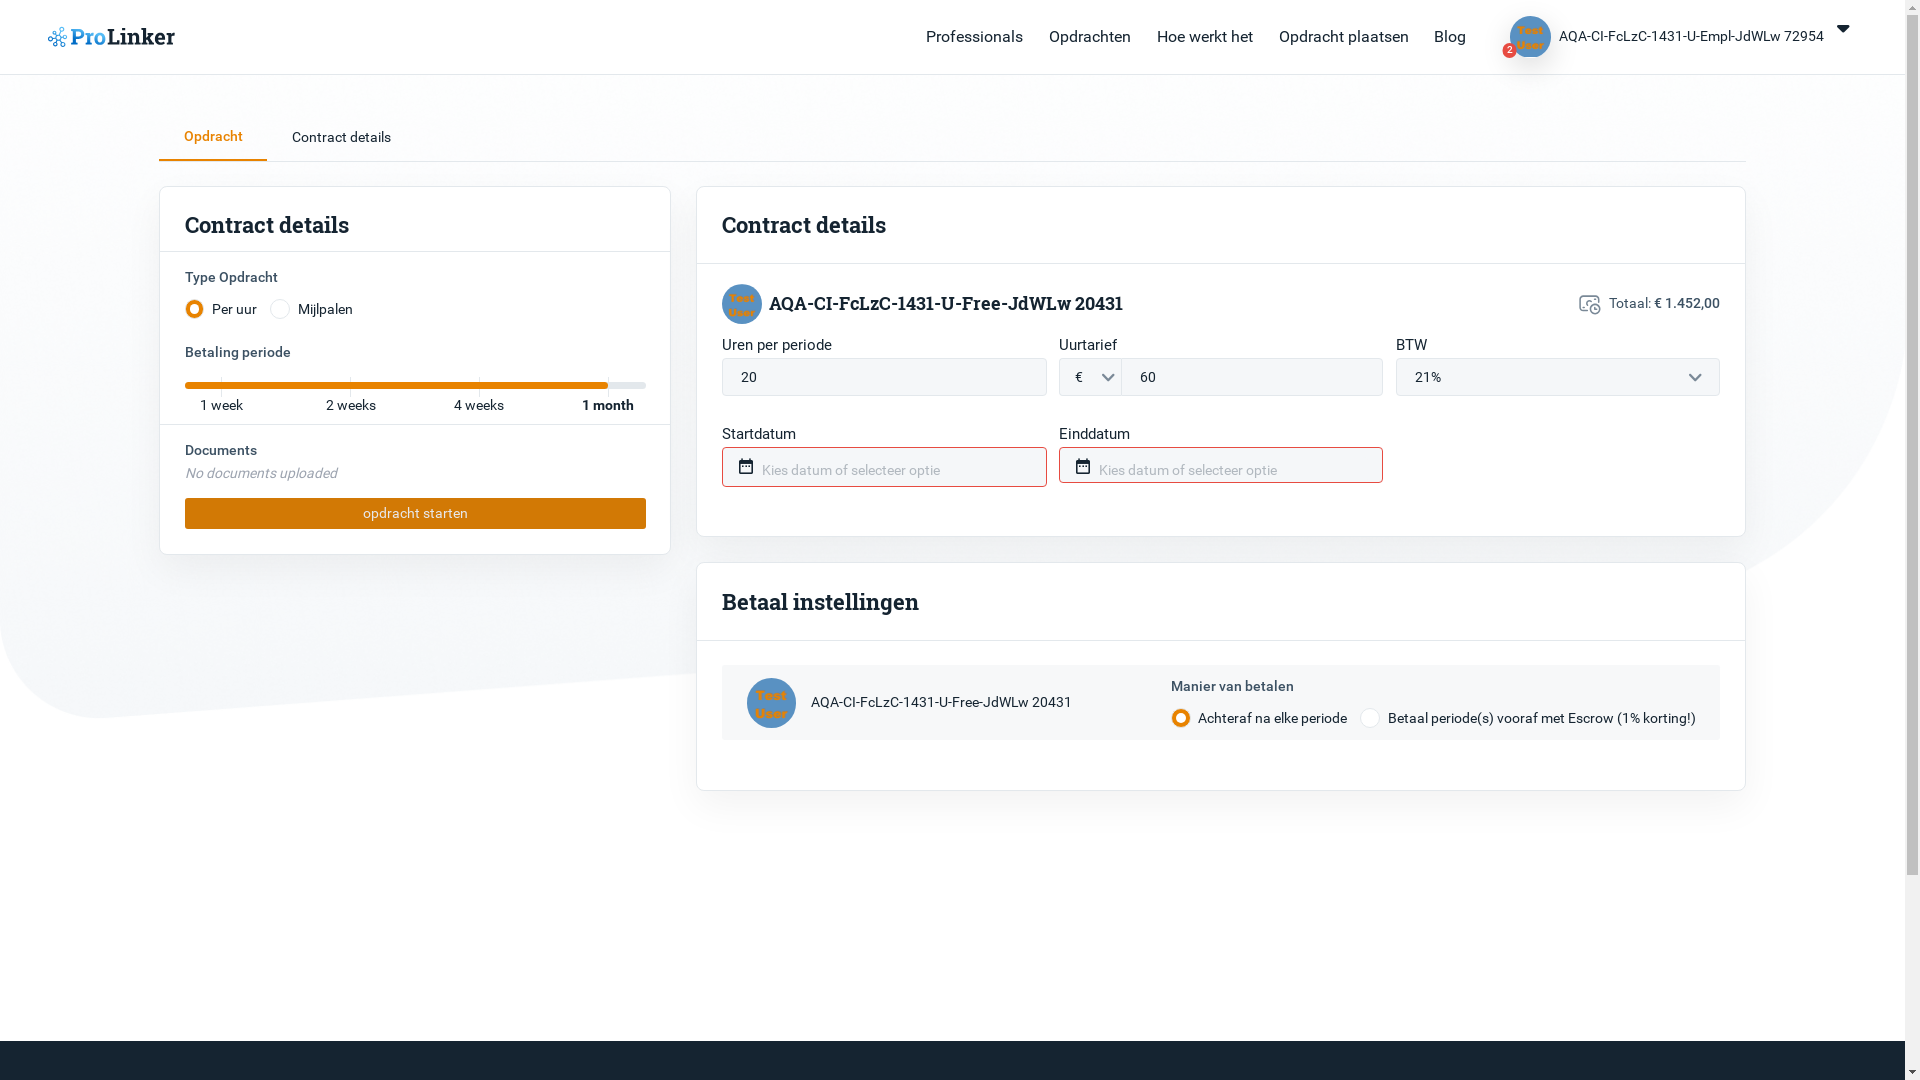 ProLinker
Professionals
Opdrachten
Hoe werkt het
Opdracht plaatsen
Blog
Test
User
2
AQA-CI-FcLzC-1431-U-Empl-JdWLw 72954
Opdracht
Contract details
Contract details
Type Opdracht
Per uur
Mijlpalen
Betaling periode
1 week
2 weeks
4 weeks
1 month
Documents
No documents uploaded
opdracht starten
Contract details
Test
User
AQA-CI-FcLzC-1431-U-Free-JdWLw 20431
Totaal: € 1.452,00
Uren per periode
Uurtarief
BTW
20
€
60
21%
Startdatum
Einddatum
Kies datum of selecteer optie
Kies datum of selecteer optie
Betaal instellingen
Test
User
AQA-CI-FcLzC-1431-U-Free-JdWLw 20431
Manier van betalen
Achteraf na elke periode
Betaal periode(s) vooraf met Escrow (1% korting!)